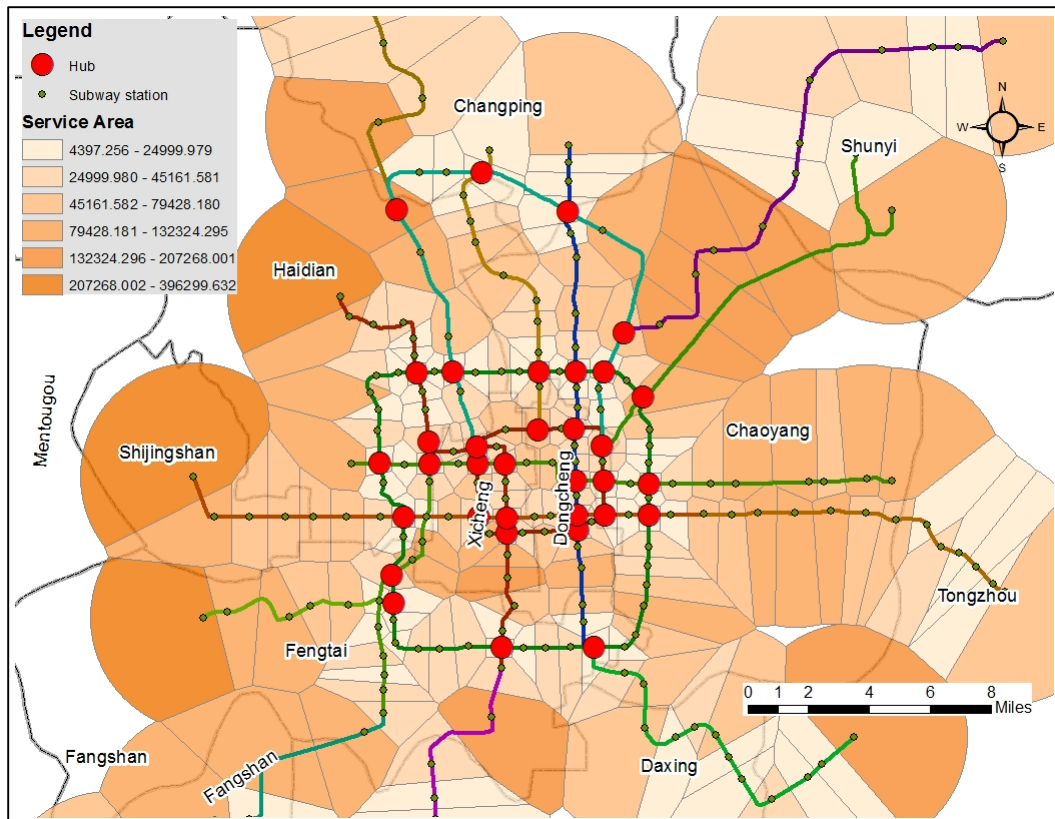 Legend
Hub
Subway station
Service Area
4397.256 - 24999.979
24999.980 - 45161.581
45161.582 - 79428.180
79428.181 - 132324.295
132324.296 - 207268.001
207268.002 - 396299.632
Changping
N
W E
S
Shunyi
Haidian
Mentougou
Shijingshan
Chaoyang
Xicheng
Dongcheng
Tongzhou
Fengtai
0 1 2 4 6 8
Miles
Fangshan
Fangshan
Daxing